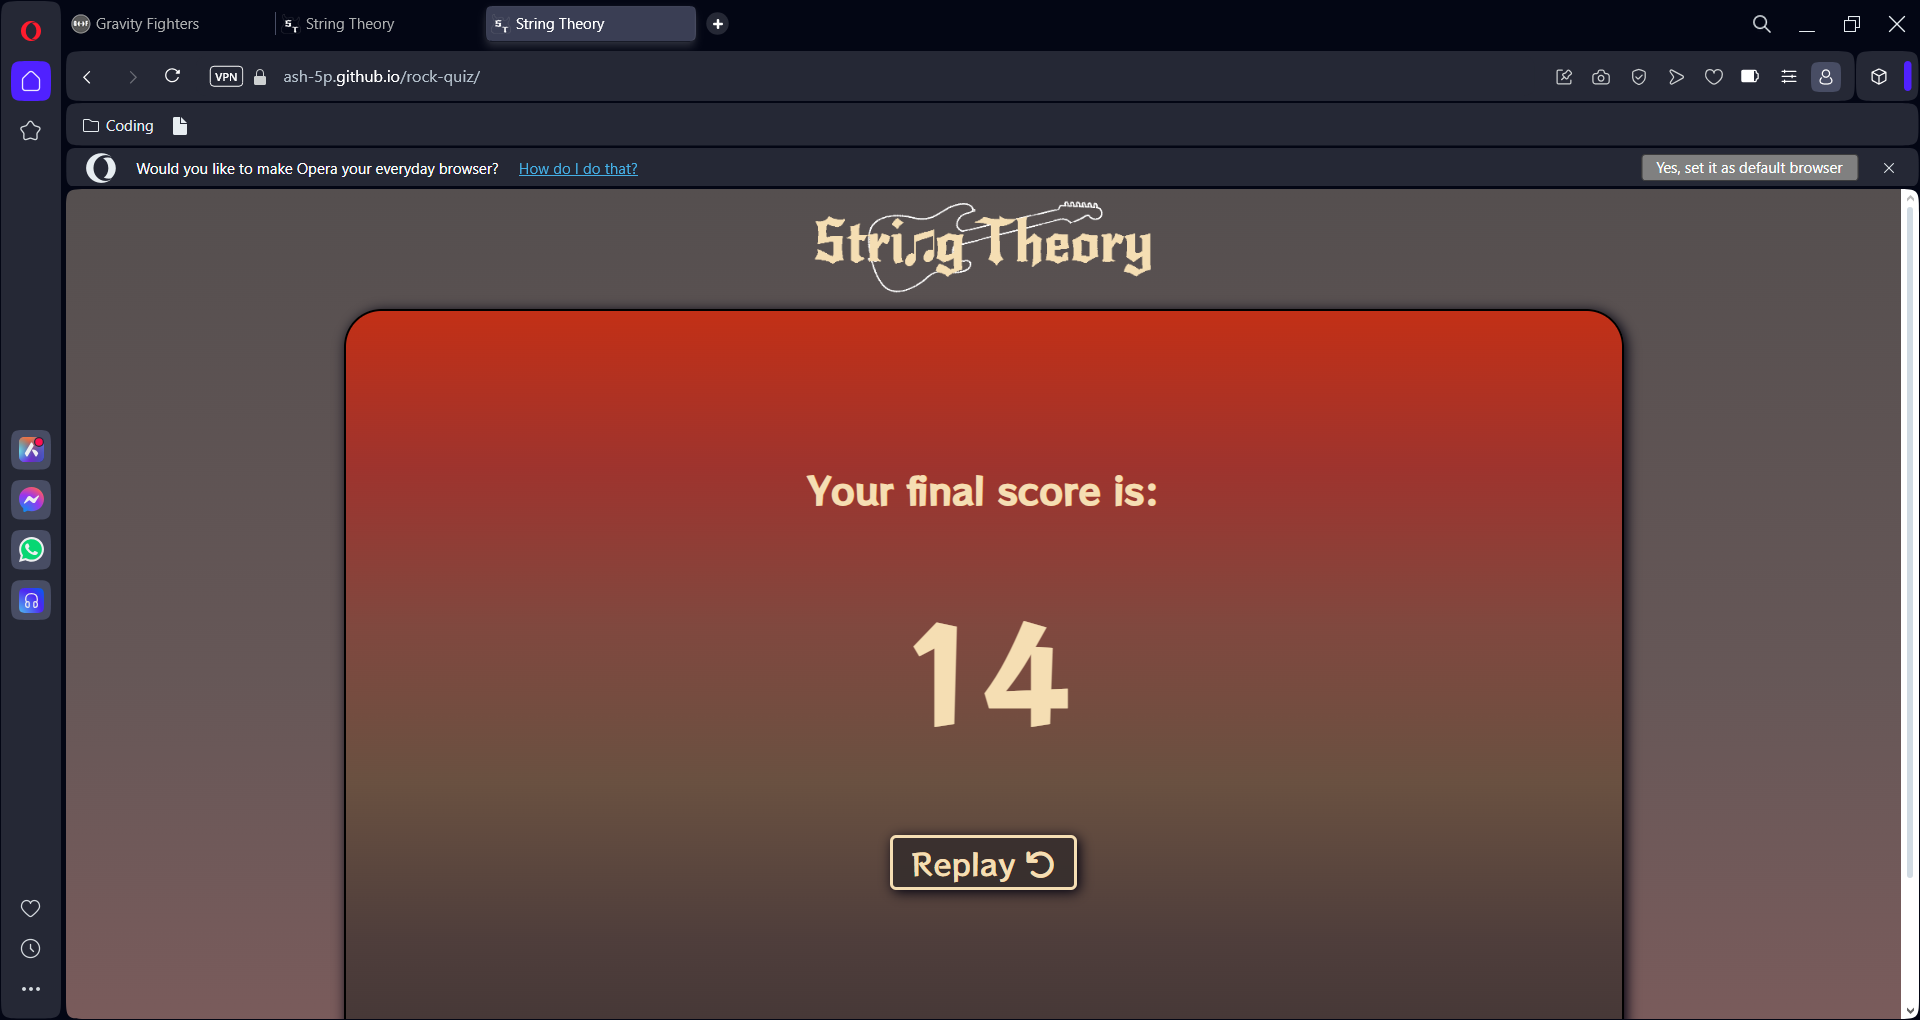 Gravity Fighters
String Theory
String Theory
VPN
ash-5p.github.io/rock-quiz/
Coding
Would you like to make Opera your everyday browser? How do I do that?
Yes, set it as default browser
String Theory
Your final score is:
14
Replay